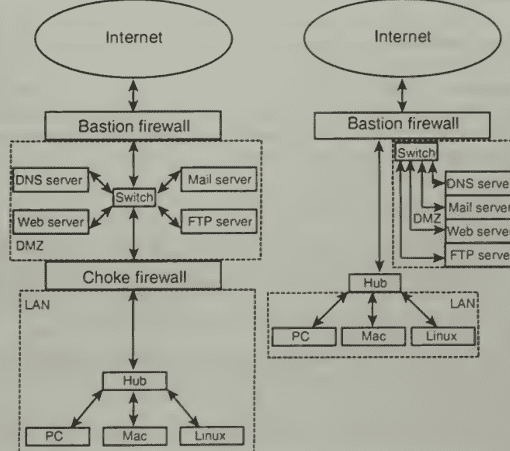 Internet
Bastion firewall
DNS server
Mail server
Switch
Web server
FTP server
DMZ
Choke firewall
LAN
Hub
PC
Mac
Linux
Internet
Bastion firewall
Switch
DNS server
Mail server
DMZ
Web server
FTP server
Hub
LAN
PC
Mac
Linux